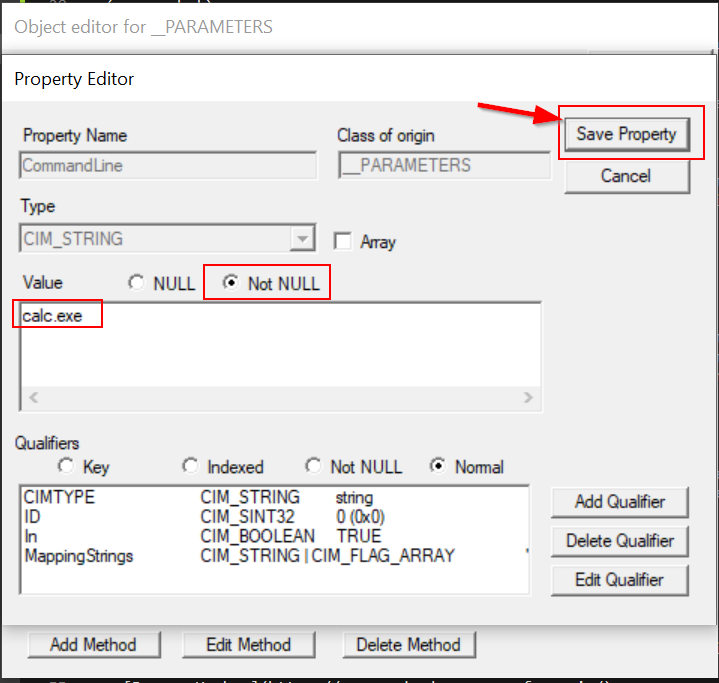 Object editor for __PARAMETERS
Property Editor
Property Name
Class of origin
Save Property
CommandLine
__PARAMETERS
Cancel
Type
CIM_STRING
Array
Value
NULL
Not NULL
calc.exe
Qualifiers
Key
Indexed
Not NULL
Normal
CIMTYPE CIM_STRING string
ID CIM_SINT32 0 (0x0)
In CIM_BOOLEAN TRUE
MappingStrings CIM_STRING | CIM_FLAG_ARRAY "
Add Qualifier
Delete Qualifier
Edit Qualifier
Add Method
Edit Method
Delete Method